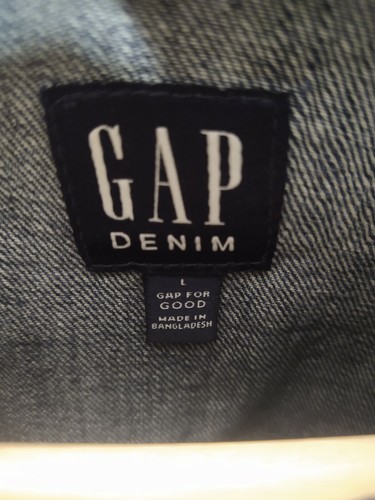 GAP
DENIM
L
GAP FOR
GOOD
MADE IN
BANGLADESH